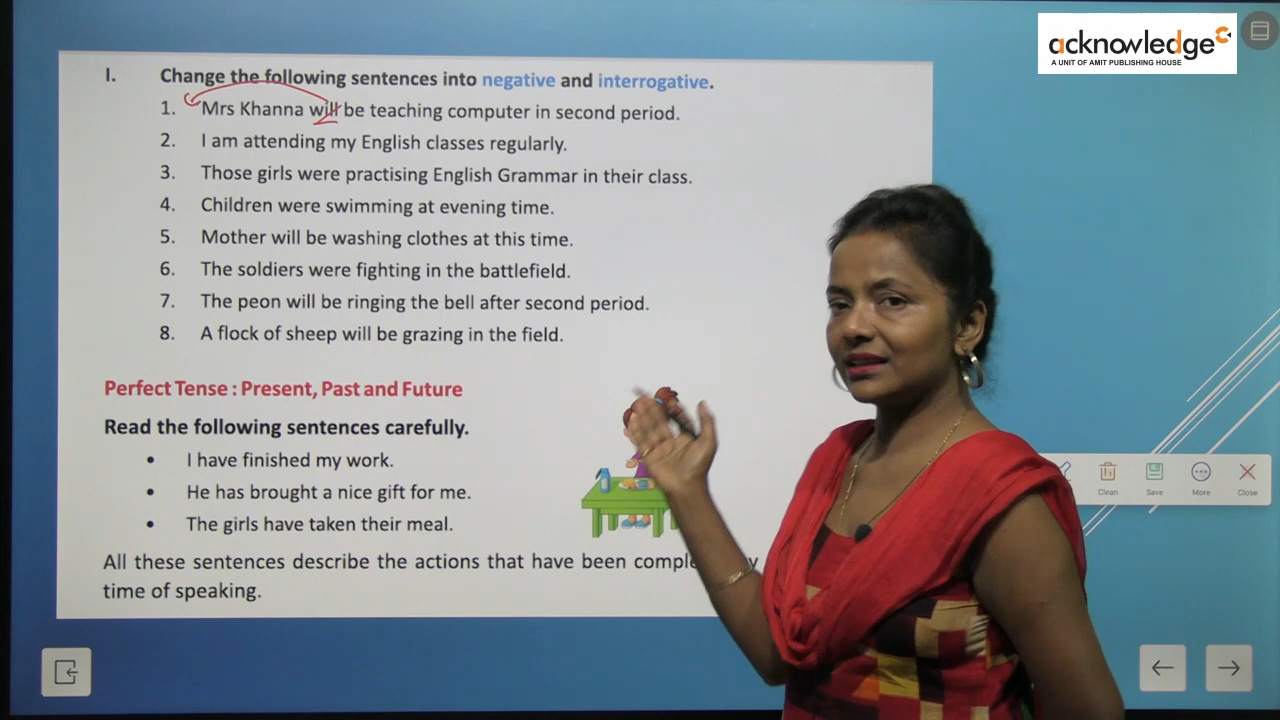 acknowledge
A UNIT OF AMIT PUBLISHING HOUSE
I. Change the following sentences into negative and interrogative.
1. Mrs Khanna will be teaching computer in second period.
2. I am attending my English classes regularly.
3. Those girls were practising English Grammar in their class.
4. Children were swimming at evening time.
5. Mother will be washing clothes at this time.
6. The soldiers were fighting in the battlefield.
7. The peon will be ringing the bell after second period.
8. A flock of sheep will be grazing in the field.
Perfect Tense : Present, Past and Future
Read the following sentences carefully.
• I have finished my work.
• He has brought a nice gift for me.
• The girls have taken their meal.
All these sentences describe the actions that have been
time of speaking.
Clean
Save
More
Close